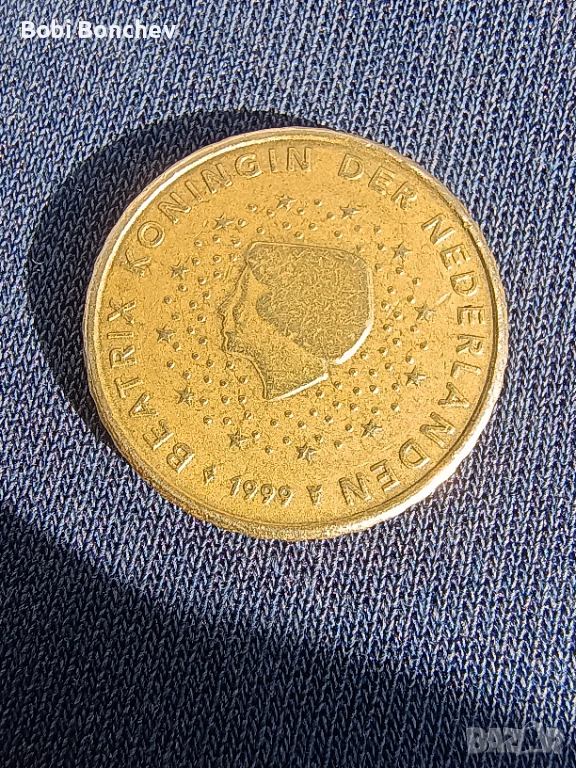 Bobi Bonchev
BEATRIX KONINGIN DER NEDERLANDEN
1999